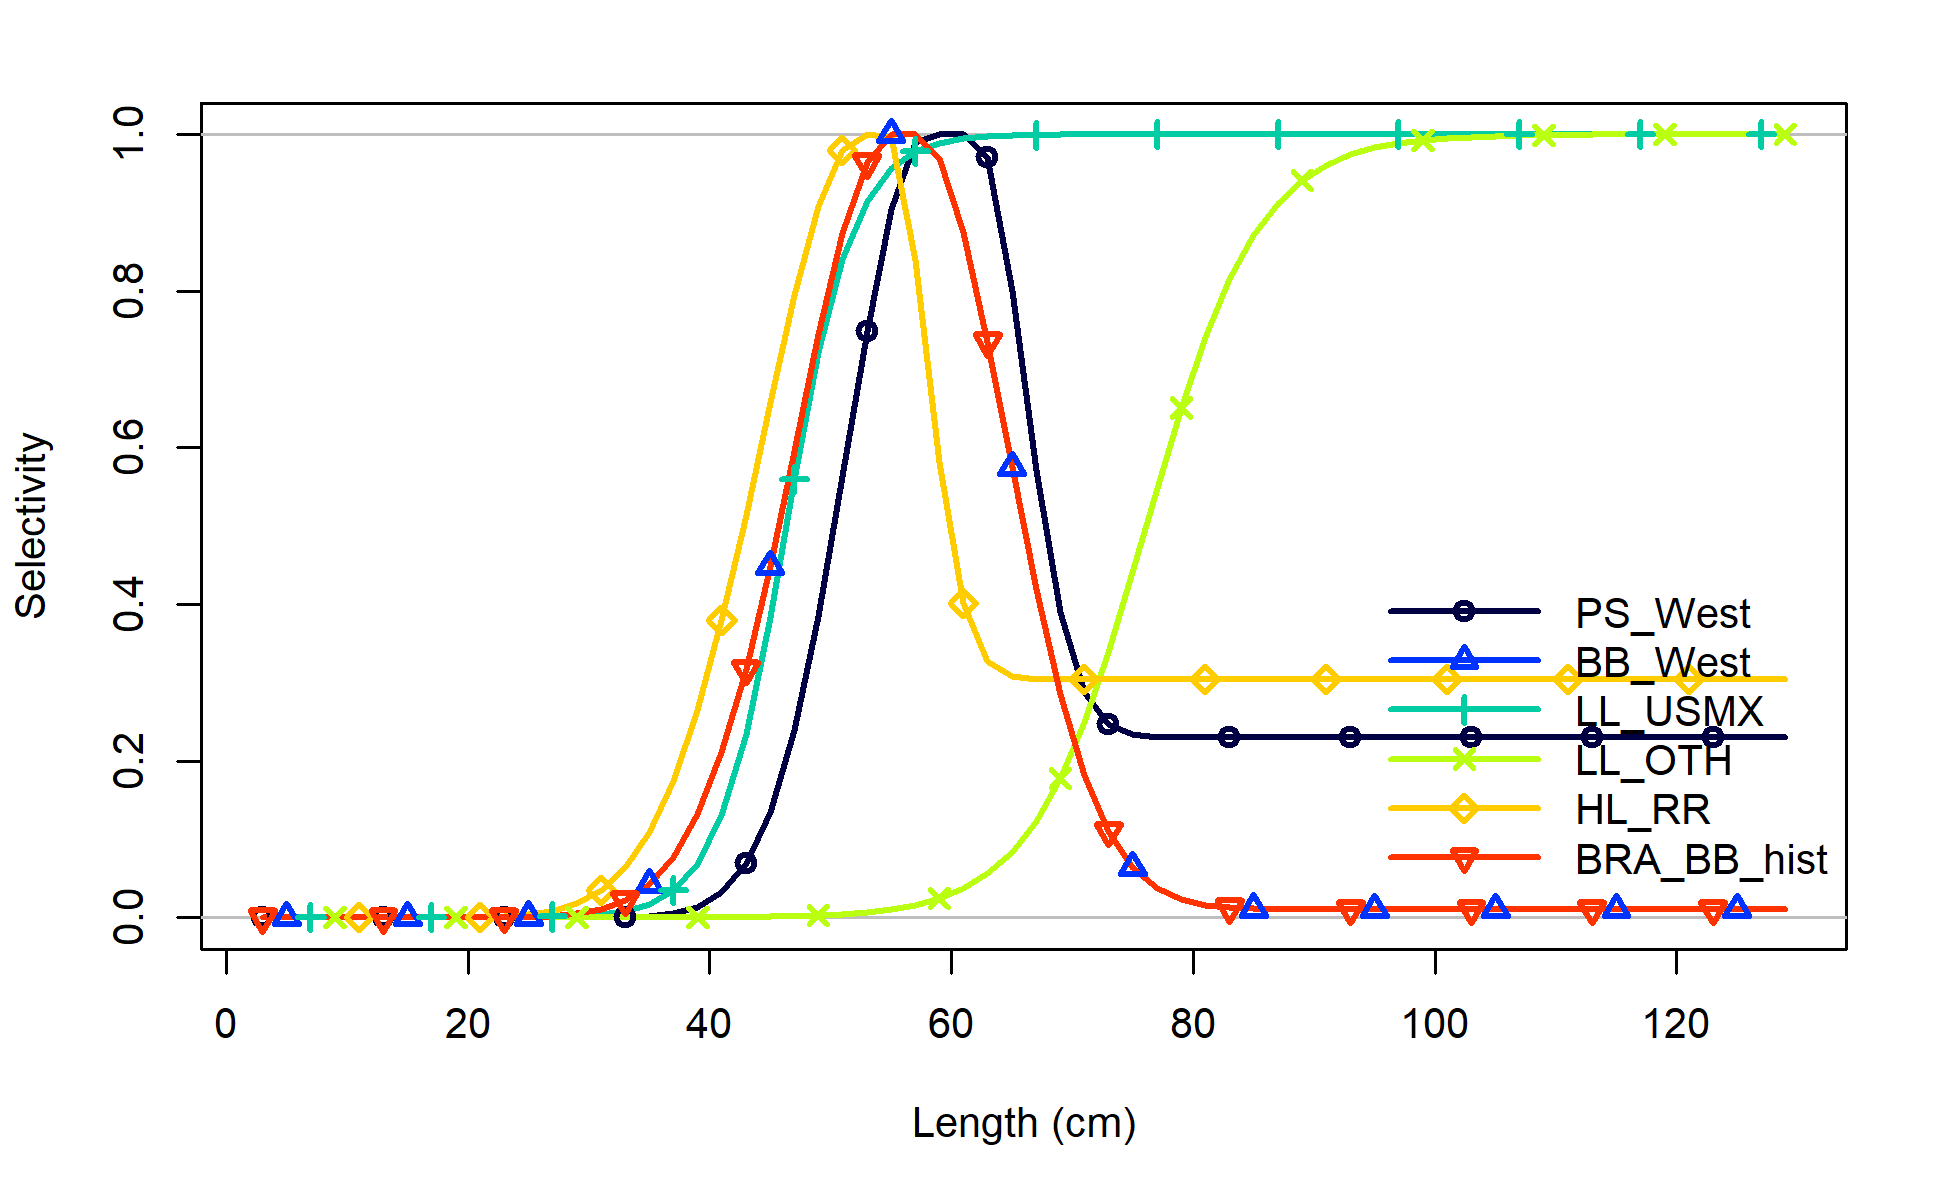 Selectivity
1.0
0.8
0.6
0.4
0.2
0.0
PS_West
BB_West
LL_USMX
LL_OTH
HL_RR
BRA_BB_hist
0 20 40 60 80 100 120
Length (cm)